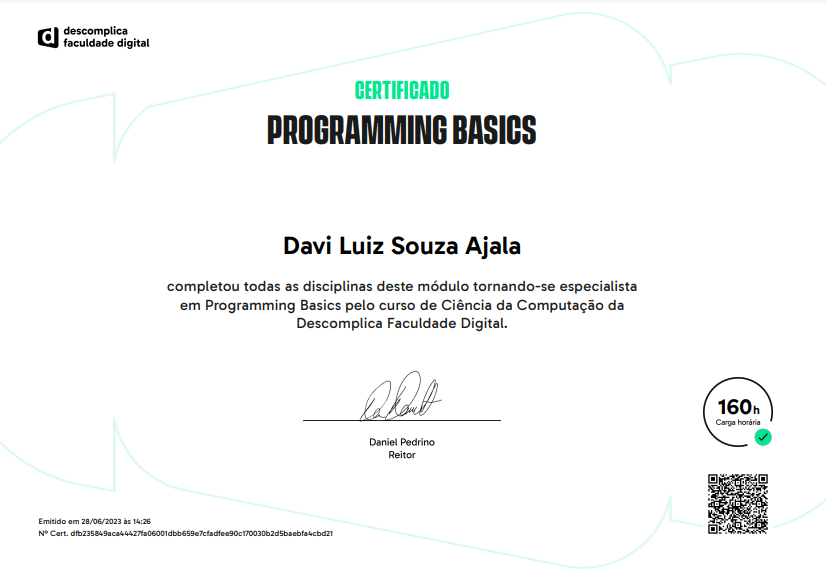 descomplica
faculdade digital
CERTIFICADO
PROGRAMMING BASICS
Davi Luiz Souza Ajala
completou todas as disciplinas deste módulo tornando-se especialista
em Programming Basics pelo curso de Ciência da Computação da
Descomplica Faculdade Digital.
Daniel Pedrino
Reitor
160h
Carga horária
Emitido em 28/06/2023 às 14:26
Nº Cert. dfb235849aca44427fa06001dbb659e7cfadfee90c170030b2d5baebfa4cbd21